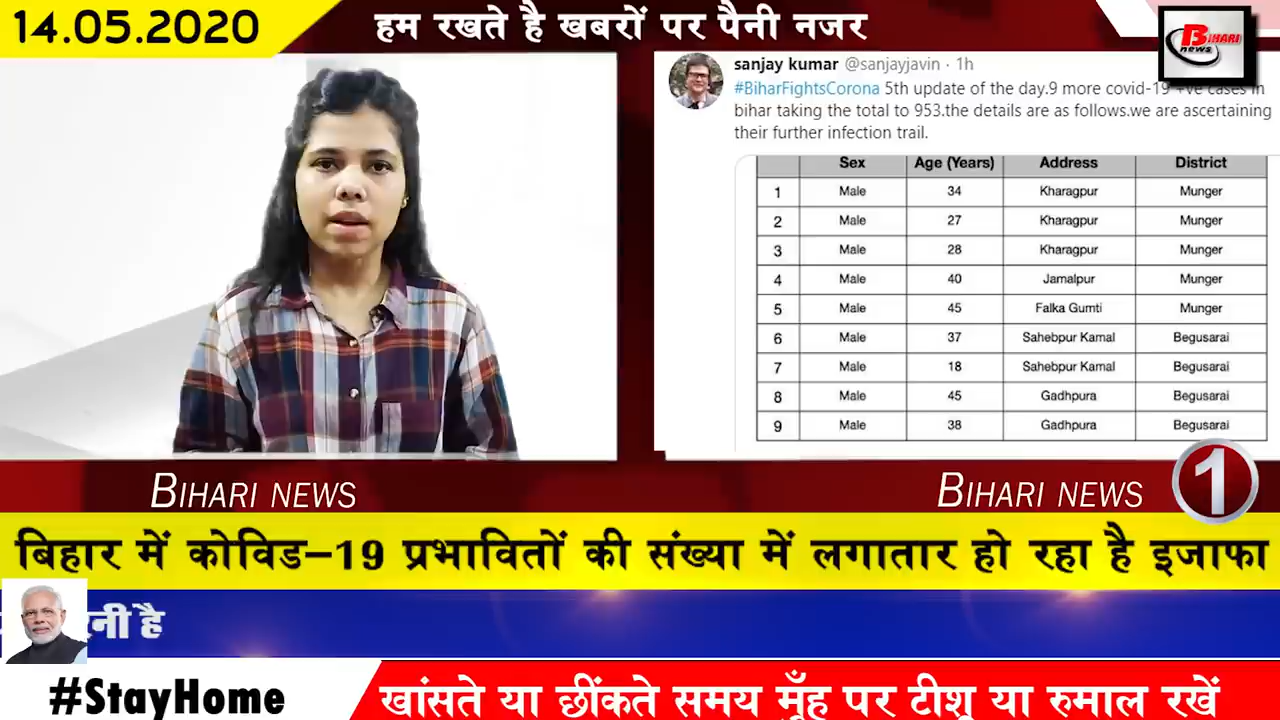 14.05.2020
हम रखते है खबरों पर पैनी नजर
BIHARI
news
sanjay kumar @sanjayjavin · 1h
#BiharFightsCorona 5th update of the day.9 more covid-19 +ve cases in
bihar taking the total to 953.the details are as follows.we are ascertaining
their further infection trail.
Sex Age (Years) Address District
1 Male 34 Kharagpur Munger
2 Male 27 Kharagpur Munger
3 Male 28 Kharagpur Munger
4 Male 40 Jamalpur Munger
5 Male 45 Falka Gumti Munger
6 Male 37 Sahebpur Kamal Begusarai
7 Male 18 Sahebpur Kamal Begusarai
8 Male 45 Gadhpura Begusarai
9 Male 38 Gadhpura Begusarai
BIHARI NEWS
BIHARI NEWS
1
बिहार में कोविड–19 प्रभावितों की संख्या में लगातार हो रहा है इजाफा
है
#StayHome
खांसते या छींकते समय मूँह पर टीशू या रुमाल रखें